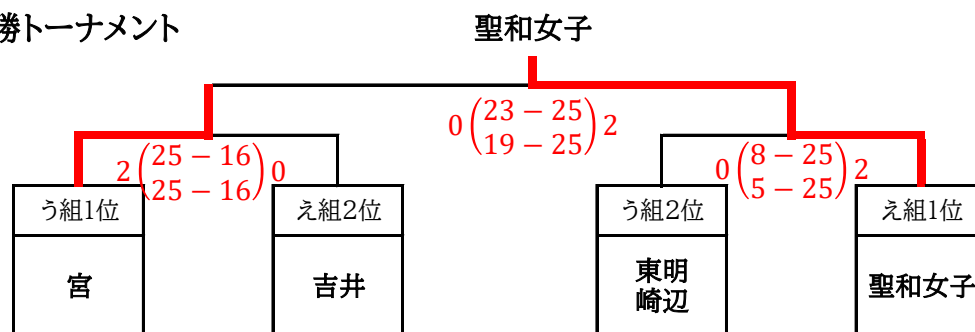 勝トーナメント
聖和女子
0 (23 − 25) 2
(19 − 25)
2 (25 − 16) 0
(25 − 16)
0 (8 − 25) 2
(5 − 25)
う組1位
え組2位
う組2位
え組1位
宮
吉井
東明
崎辺
聖和女子